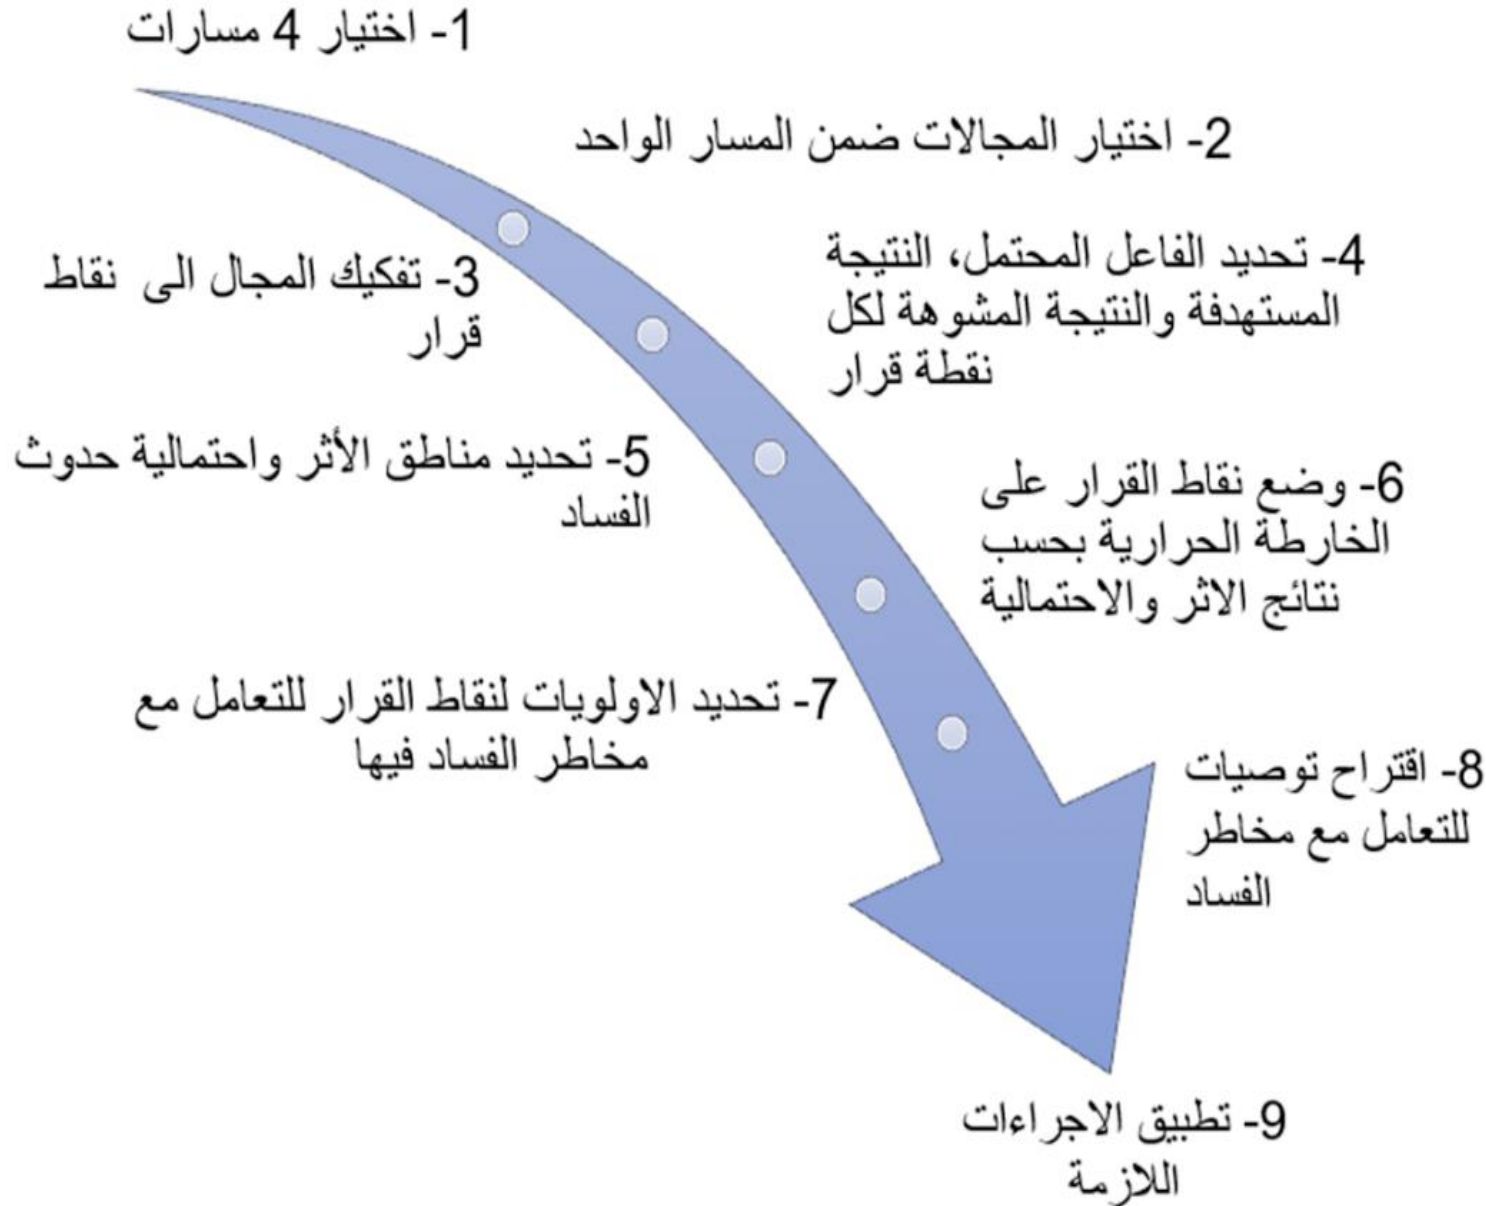 1- اختيار 4 مسارات
2- اختيار المجالات ضمن المسار الواحد
3- تفكيك المجال الى نقاط
قرار
4- تحديد الفاعل المحتمل، النتيجة
المستهدفة والنتيجة المشوهة لكل
نقطة قرار
5- تحديد مناطق الأثر واحتمالية حدوث
الفساد
6- وضع نقاط القرار على
الخارطة الحرارية بحسب
نتائج الاثر والاحتمالية
7- تحديد الاولويات لنقاط القرار للتعامل مع
مخاطر الفساد فيها
8- اقتراح توصيات
للتعامل مع مخاطر
الفساد
9- تطبيق الاجراءات
اللازمة